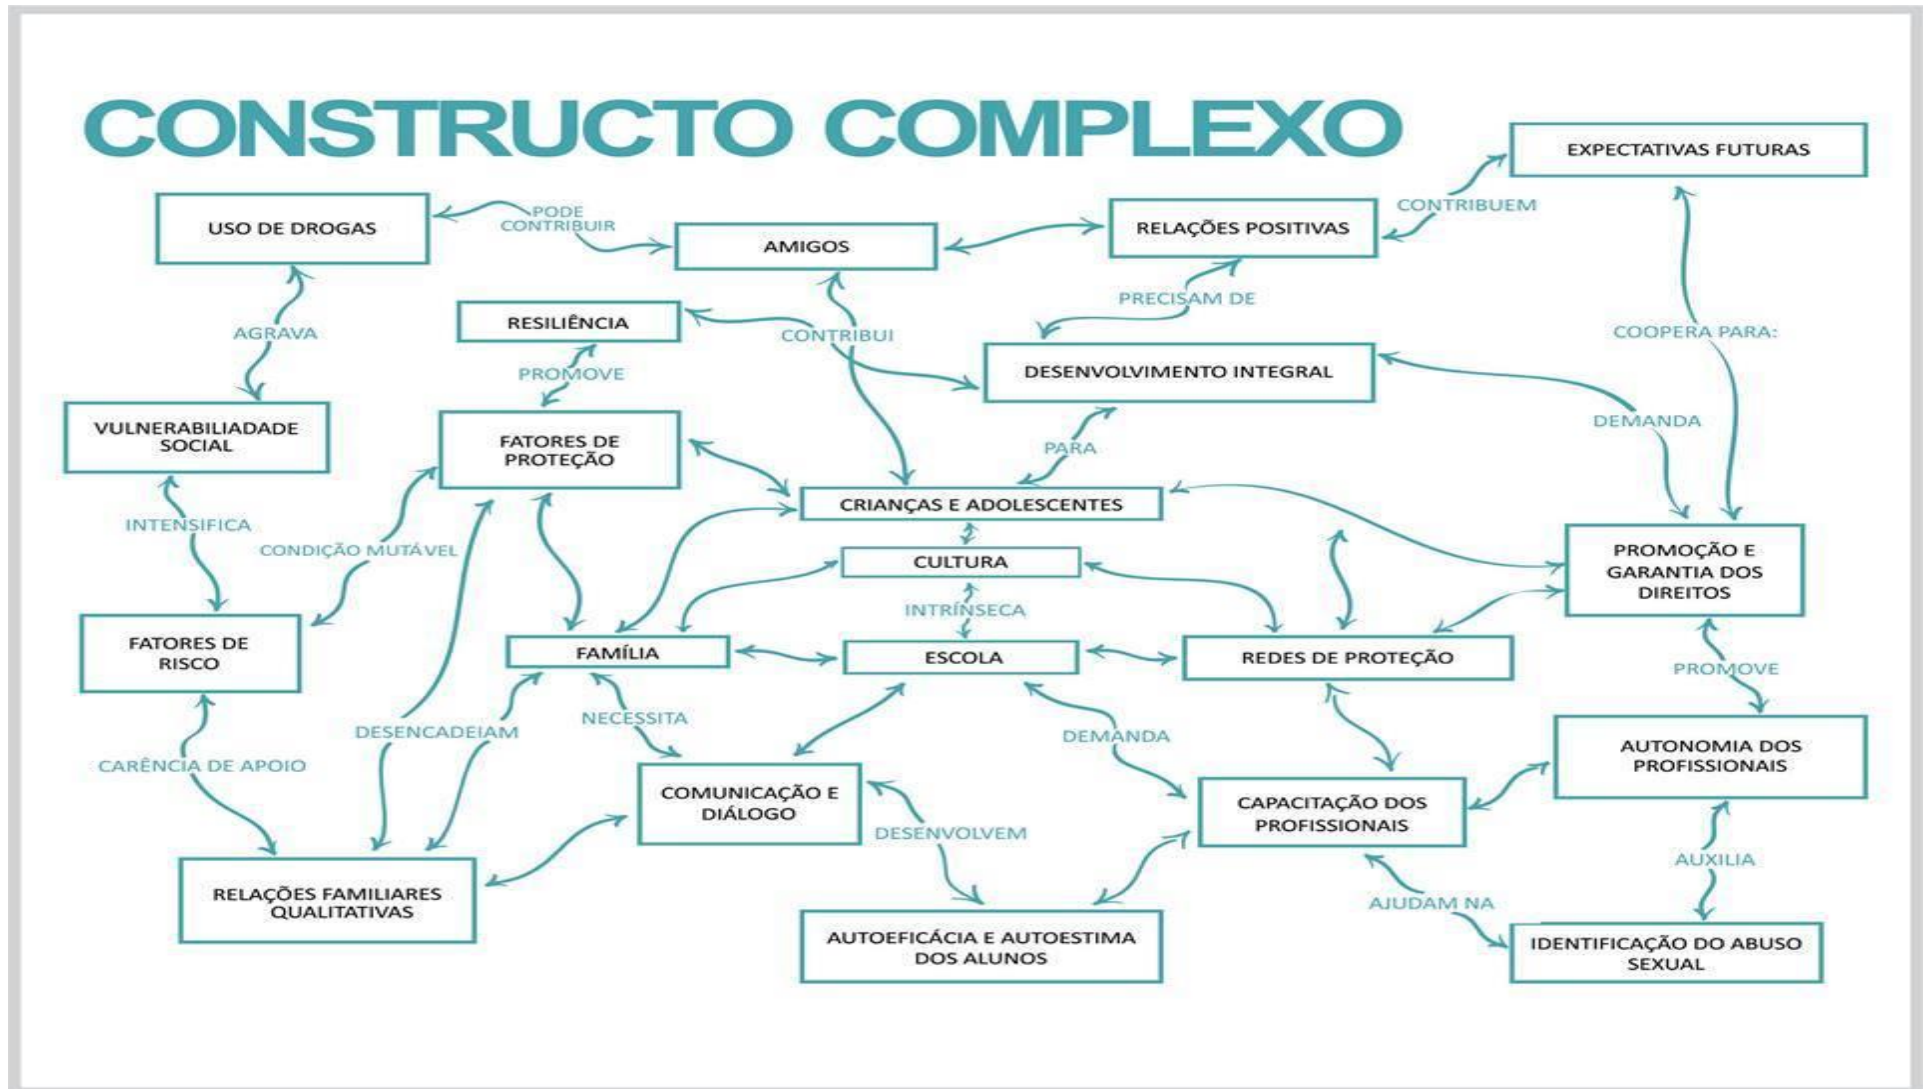 CONSTRUCTO COMPLEXO
EXPECTATIVAS FUTURAS
USO DE DROGAS
PODE
CONTRIBUIR
AMIGOS
RELAÇÕES POSITIVAS
CONTRIBUEM
PRECISAM DE
RESILIÊNCIA
AGRAVA
CONTRIBUI
COOPERA PARA:
PROMOVE
DESENVOLVIMENTO INTEGRAL
VULNERABILIADADE
SOCIAL
FATORES DE
PROTEÇÃO
PARA
DEMANDA
CRIANÇAS E ADOLESCENTES
INTENSIFICA
CONDIÇÃO MUTÁVEL
CULTURA
PROMOÇÃO E
GARANTIA DOS
DIREITOS
INTRÍNSECA
FATORES DE
RISCO
FAMÍLIA
ESCOLA
REDES DE PROTEÇÃO
PROMOVE
DESENCADEIAM
NECESSITA
DEMANDA
AUTONOMIA DOS
PROFISSIONAIS
CARÊNCIA DE APOIO
COMUNICAÇÃO E
DIÁLOGO
CAPACITAÇÃO DOS
PROFISSIONAIS
DESENVOLVEM
AUXILIA
RELAÇÕES FAMILIARES
QUALITATIVAS
AJUDAM NA
AUTOEFICÁCIA E AUTOESTIMA
DOS ALUNOS
IDENTIFICAÇÃO DO ABUSO
SEXUAL